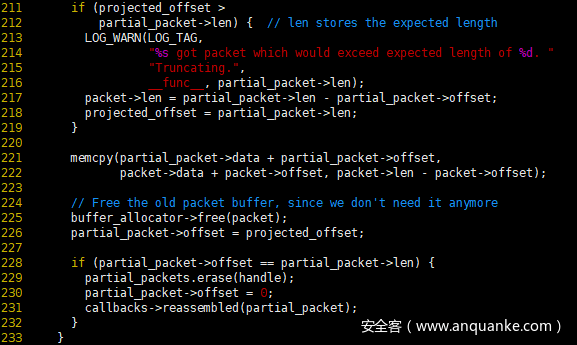 211       if (projected_offset >
212           partial_packet->len) {  // len stores the expected length
213         LOG_WARN(LOG_TAG,
214                  "%s got packet which would exceed expected length of %d. "
215                  "Truncating.",
216                  __func__, partial_packet->len);
217         packet->len = partial_packet->len - partial_packet->offset;
218         projected_offset = partial_packet->len;
219       }
220
221       memcpy(partial_packet->data + partial_packet->offset,
222              packet->data + packet->offset, packet->len - packet->offset);
223
224       // Free the old packet buffer, since we don't need it anymore
225       buffer_allocator->free(packet);
226       partial_packet->offset = projected_offset;
227
228       if (partial_packet->offset == partial_packet->len) {
229         partial_packets.erase(handle);
230         partial_packet->offset = 0;
231         callbacks->reassembled(partial_packet);
232       }
233     }
安全客（www.anquanke.com）